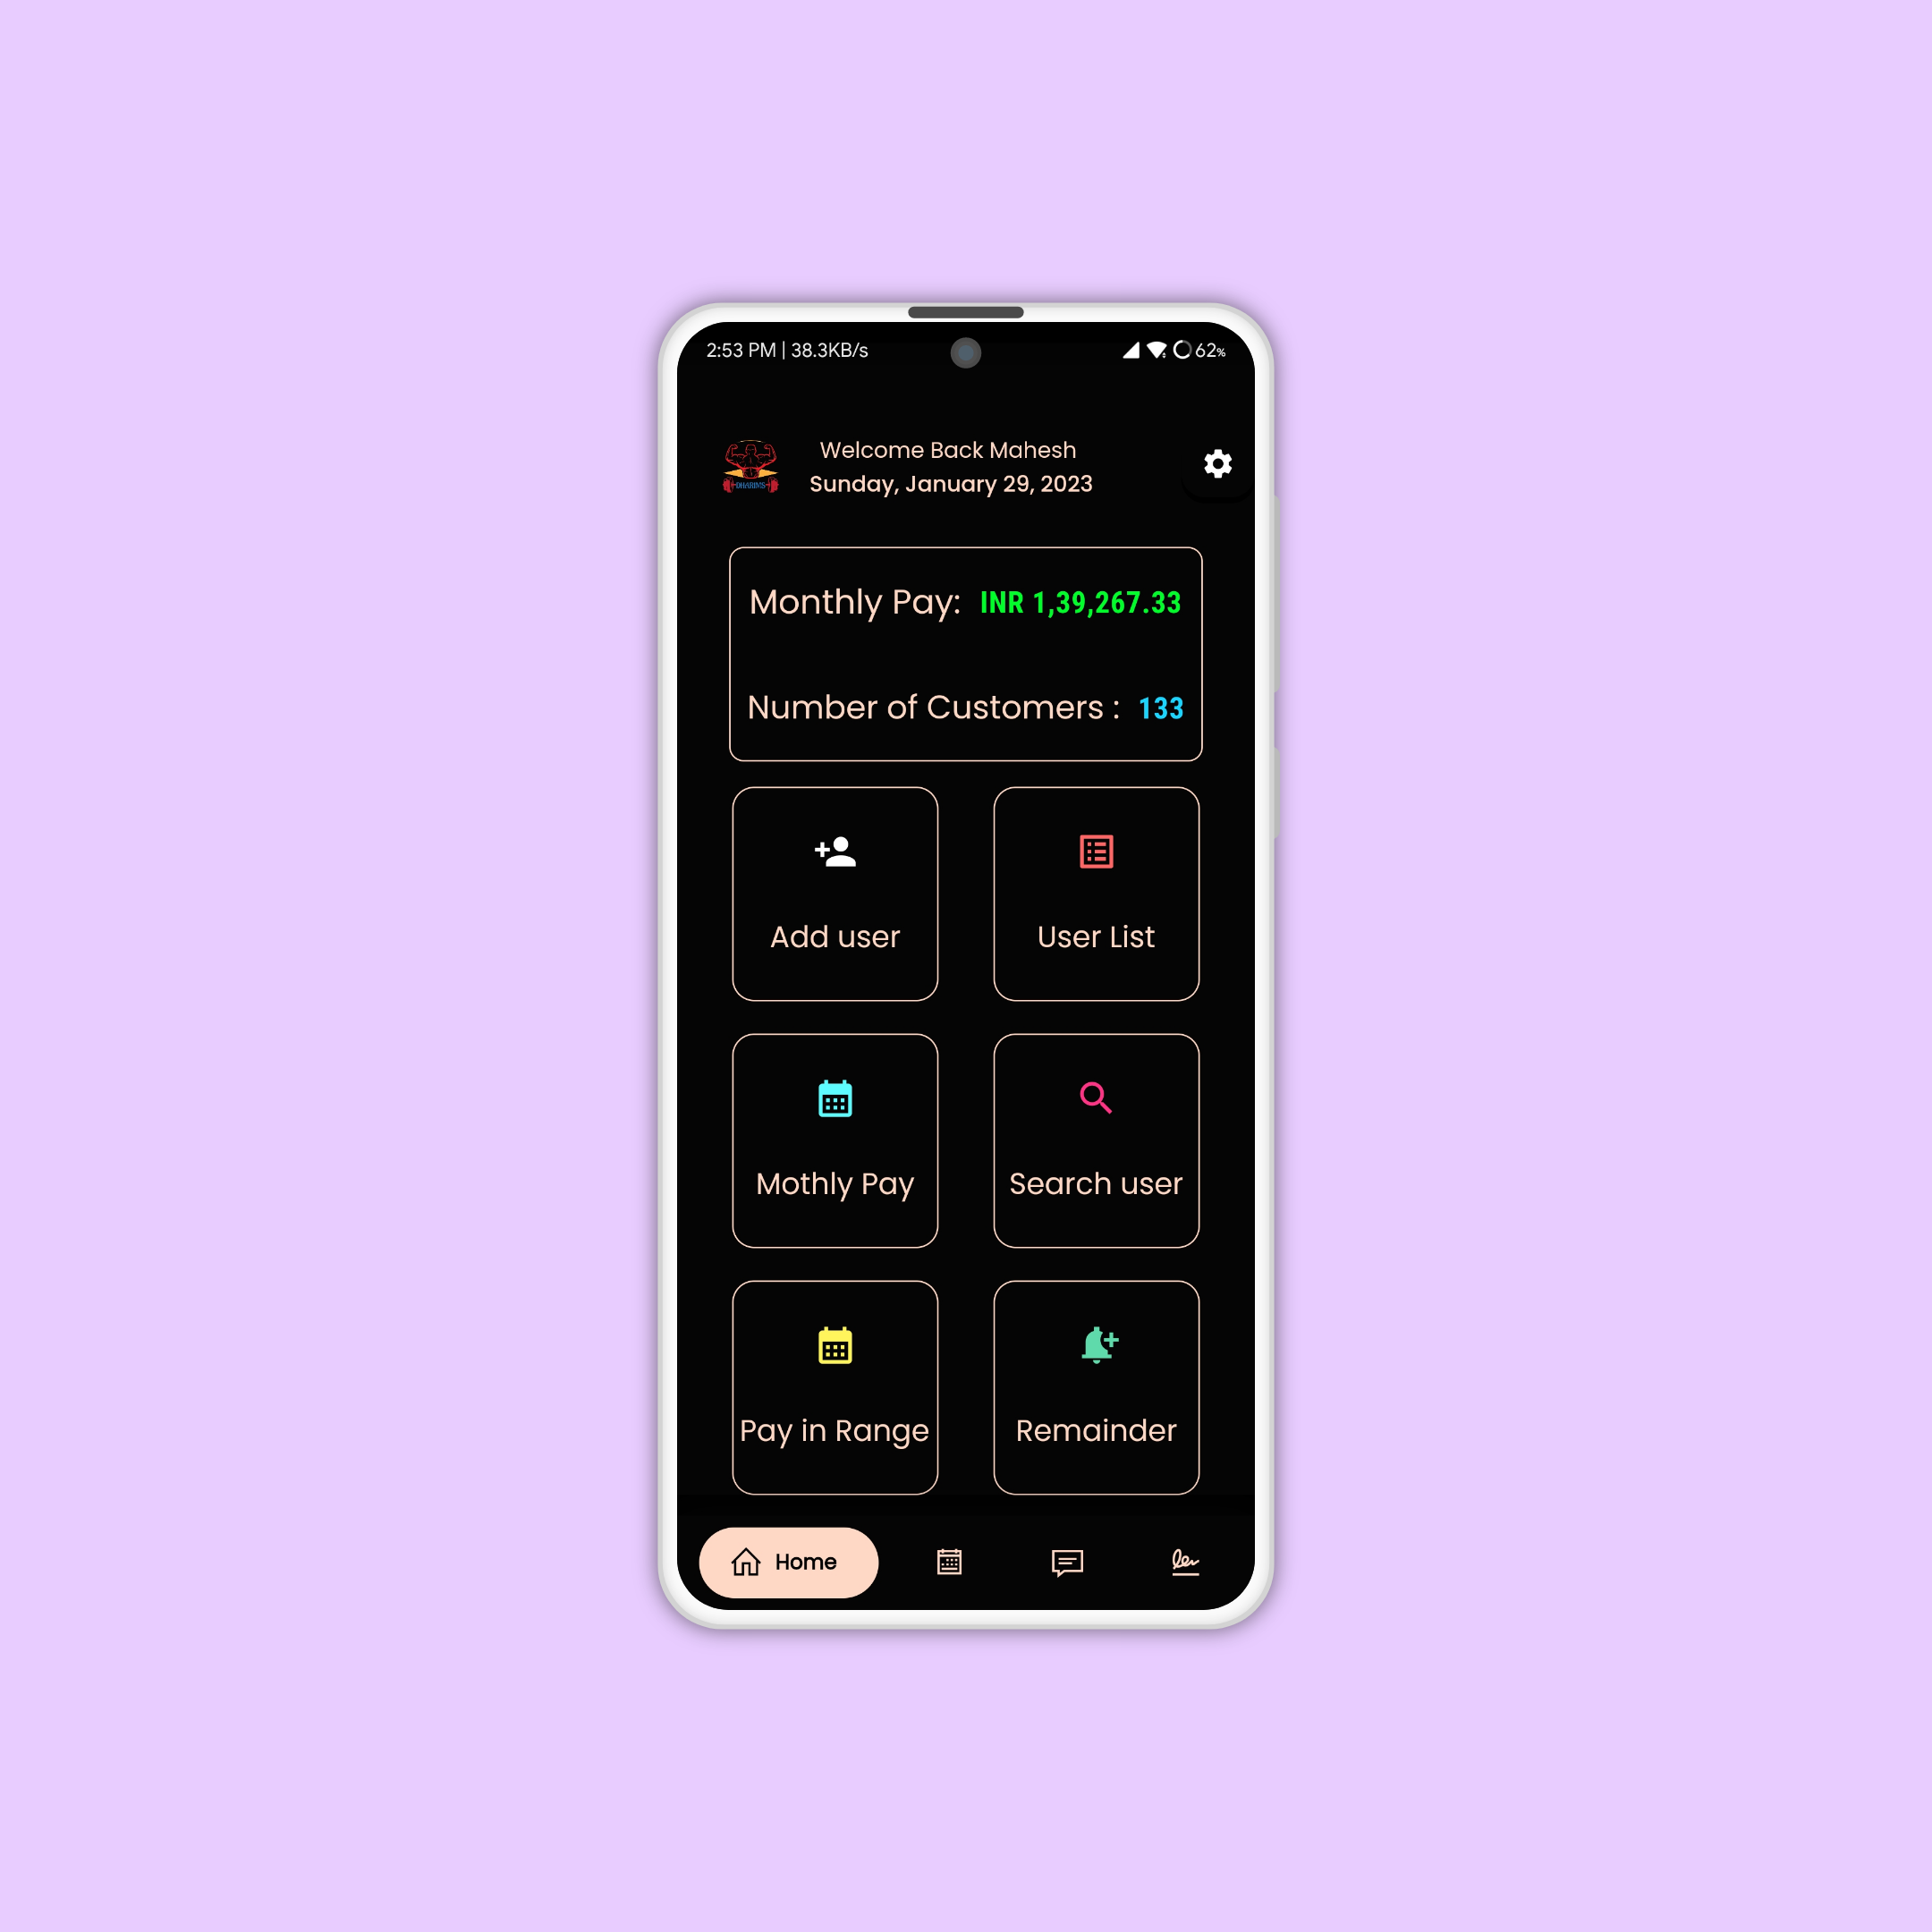 2:53 PM | 38.3KB/s 62%
Welcome Back Mahesh
Sunday, January 29, 2023
Monthly Pay: INR 1,39,267.33
Number of Customers : 133
Add user
User List
Mothly Pay
Search user
Pay in Range
Remainder
Home